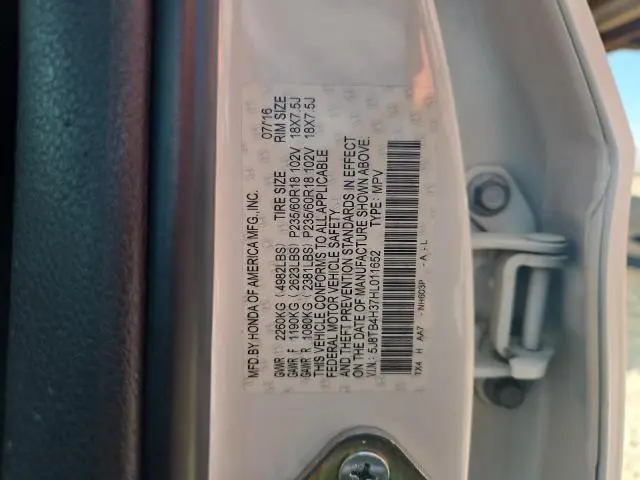 MFD.BY HONDA OF AMERICA MFG.,INC. 07/16
TIRE SIZE RIM SIZE
GVWR 2260KG (4982LBS)
GAWR F 1190KG (2623LBS) P235/60R18 102V 18X7.5J
GAWR R 1080KG (2381LBS) P235/60R18 102V 18X7.5J
THIS VEHICLE CONFORMS TO ALL APPLICABLE
FEDERAL MOTOR VEHICLE SAFETY
AND THEFT PREVENTION STANDARDS IN EFFECT
ON THE DATE OF MANUFACTURE SHOWN ABOVE.
V.I.N.: 5J8TB4H37HL011652 TYPE: MPV
TX4 H AA7 -NH603P -A -L